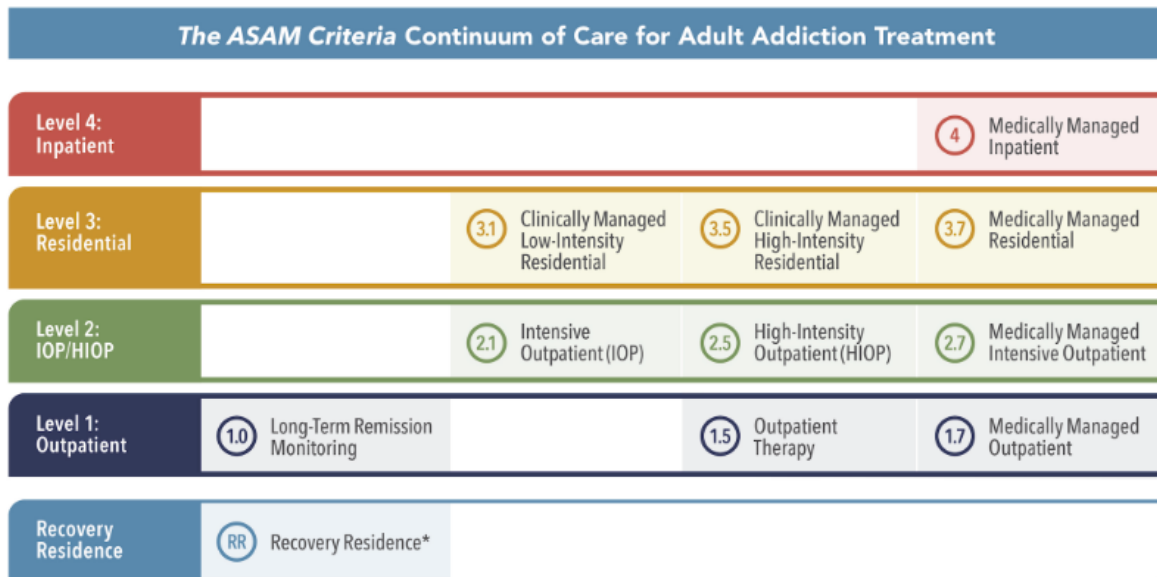 The ASAM Criteria Continuum of Care for Adult Addiction Treatment
Level 4:
Inpatient
4
Medically Managed
Inpatient
Level 3:
Residential
3.1
Clinically Managed
Low-Intensity
Residential
3.5
Clinically Managed
High-Intensity
Residential
3.7
Medically Managed
Residential
Level 2:
IOP/HIOP
2.1
Intensive
Outpatient (IOP)
2.5
High-Intensity
Outpatient (HIOP)
2.7
Medically Managed
Intensive Outpatient
Level 1:
Outpatient
1.0
Long-Term Remission
Monitoring
1.5
Outpatient
Therapy
1.7
Medically Managed
Outpatient
Recovery
Residence
RR
Recovery Residence*